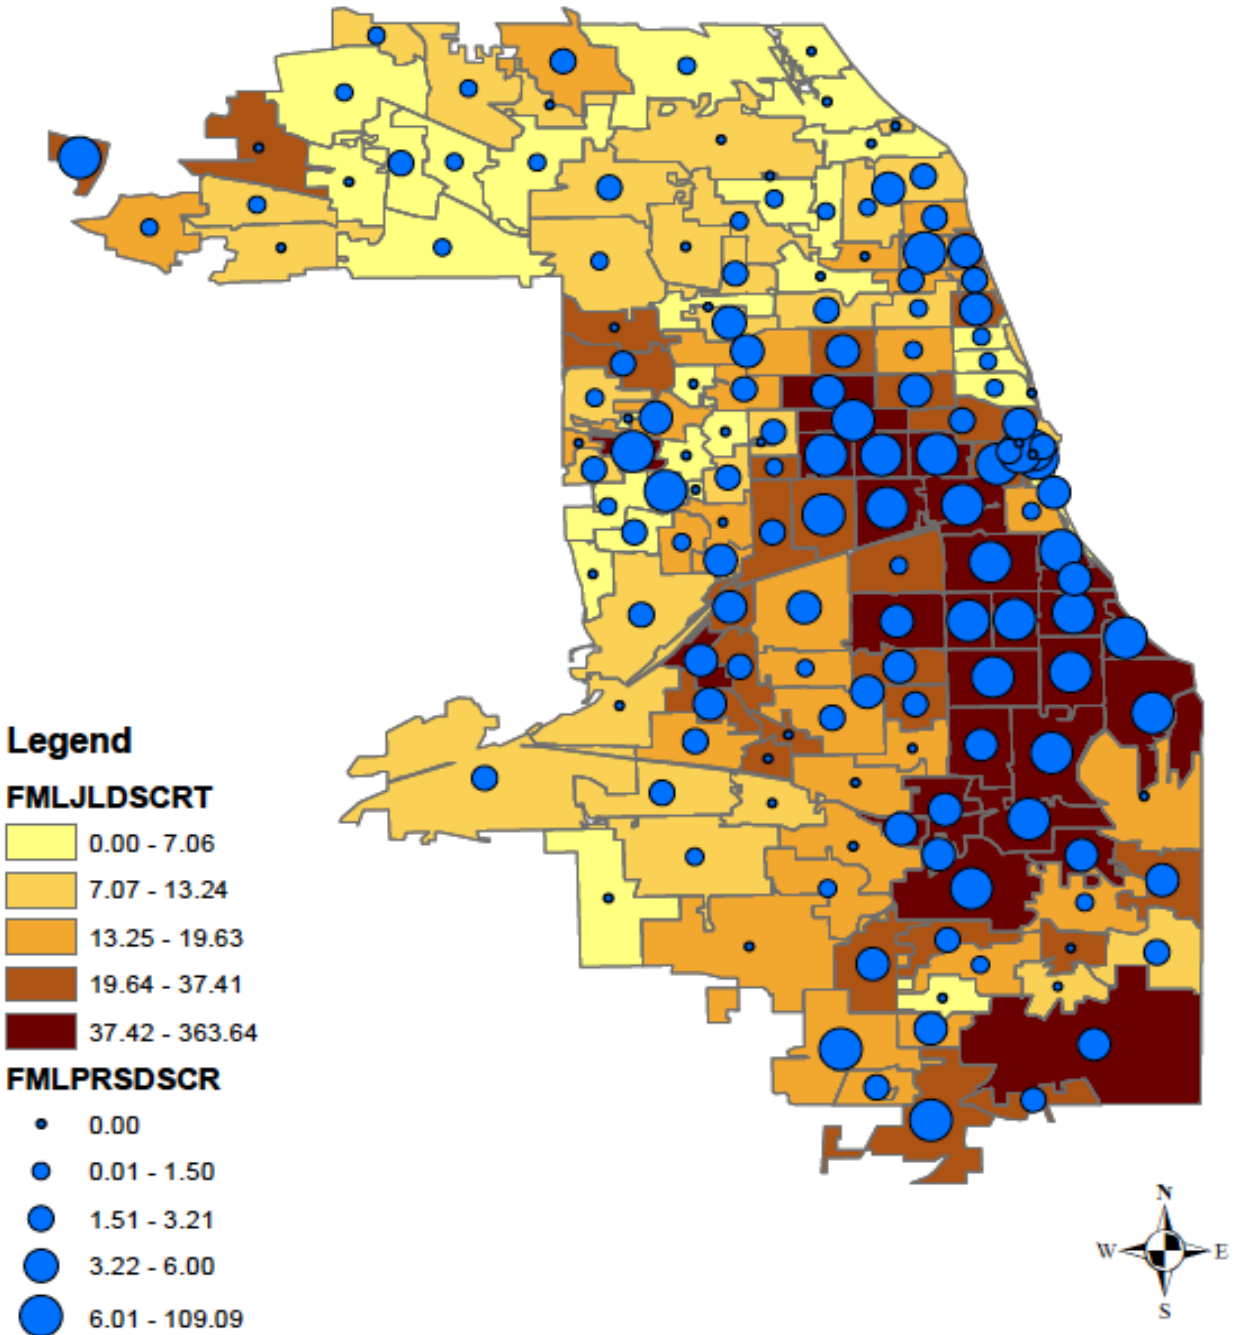 Legend
FMLJLDSCRT
0.00 - 7.06
7.07 - 13.24
13.25 - 19.63
19.64 - 37.41
37.42 - 363.64
FMLPRSDSCR
0.00
0.01 - 1.50
1.51 - 3.21
3.22 - 6.00
6.01 - 109.09
N
W E
S